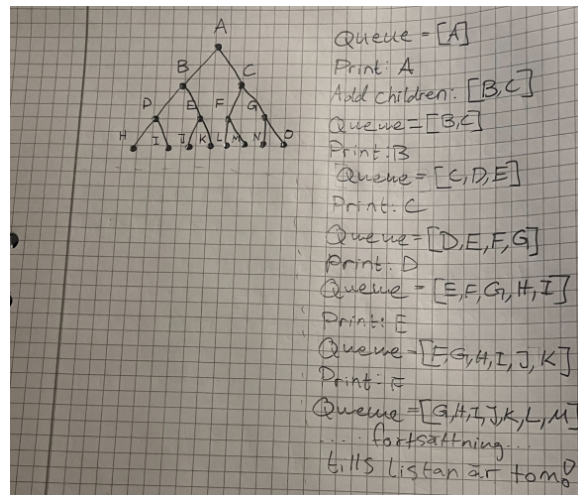 A
B C
D E F G
H I J K L M N O
Queue = [A]
Print: A
Add children: [B,C]
Queue = [B,C]
Print: B
Queue = [C,D,E]
Print: C
Queue = [D,E,F,G]
Print: D
Queue = [E,F,G,H,I]
Print: E
Queue = [F,G,H,I,J,K]
Print: F
Queue = [G,H,I,J,K,L,M]
.... fortsättning...
tills listan är tom!